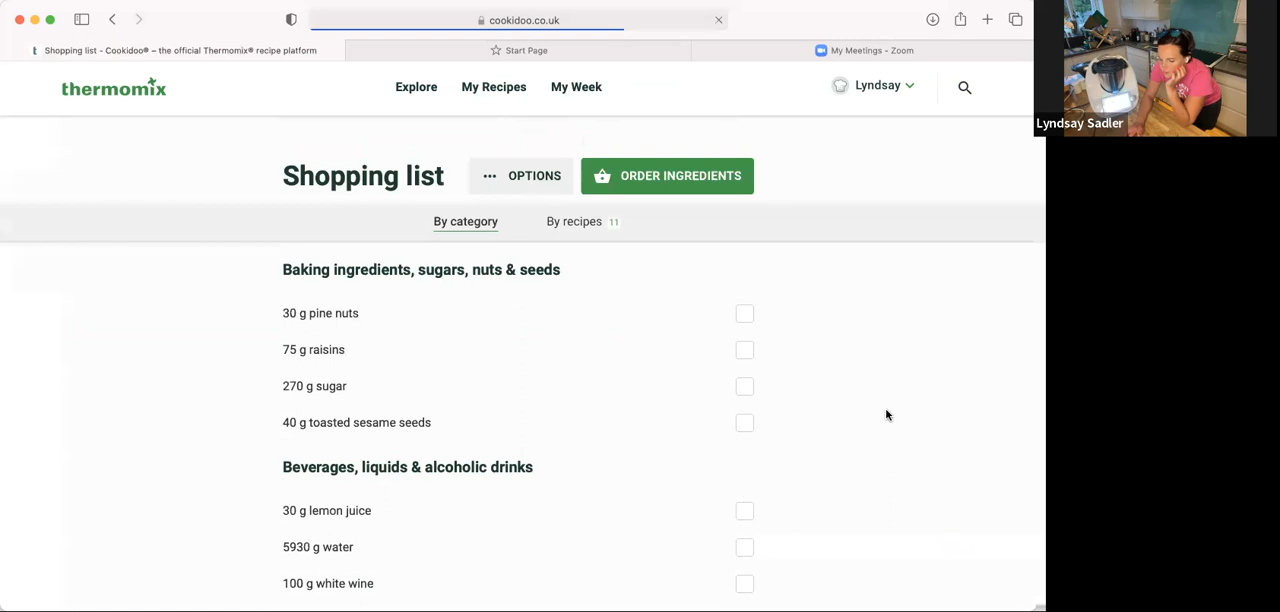 cookidoo.co.uk
Shopping list - Cookidoo® – the official Thermomix® recipe platform
Start Page
My Meetings - Zoom
thermomix
Explore
My Recipes
My Week
Lyndsay
Lyndsay Sadler
Shopping list
••• OPTIONS
ORDER INGREDIENTS
By category
By recipes 11
Baking ingredients, sugars, nuts & seeds
30 g pine nuts
75 g raisins
270 g sugar
40 g toasted sesame seeds
Beverages, liquids & alcoholic drinks
30 g lemon juice
5930 g water
100 g white wine